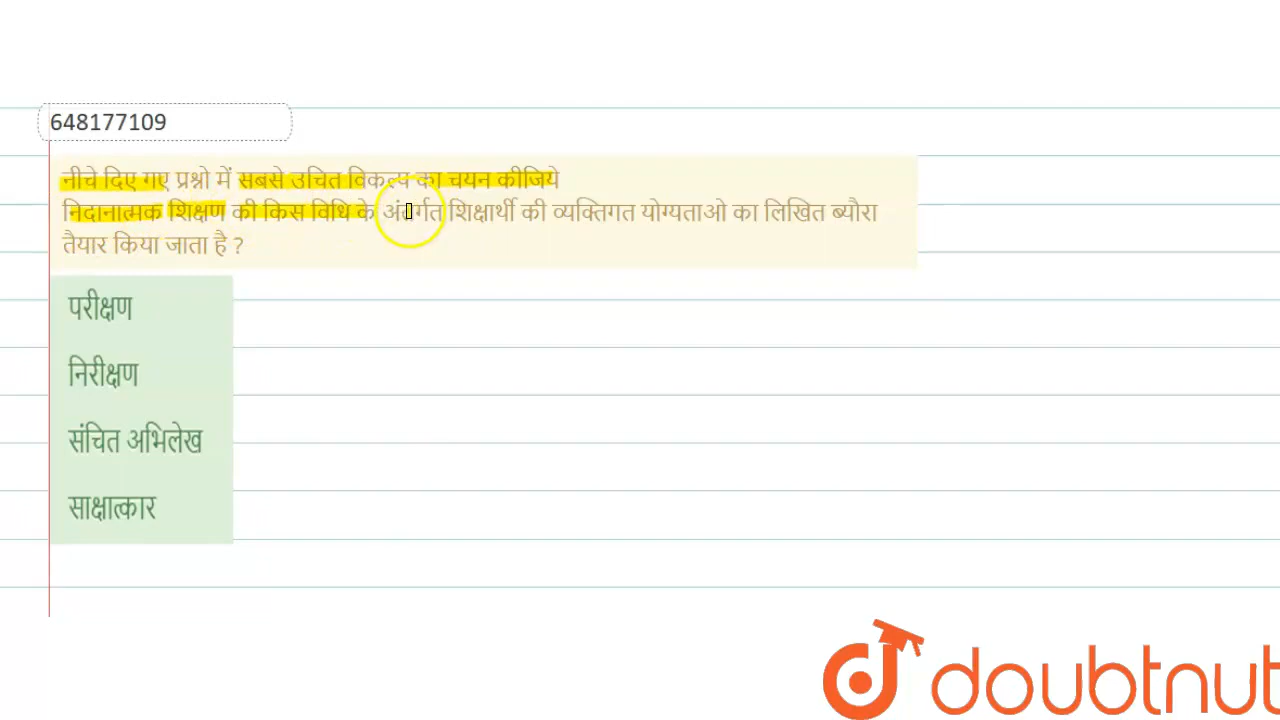 648177109
नीचे दिए गए प्रश्नो में सबसे उचित विकल्प का चयन कीजिये
निदानात्मक शिक्षण की किस विधि के अंतर्गत शिक्षार्थी की व्यक्तिगत योग्यताओ का लिखित ब्यौरा
तैयार किया जाता है ?
परीक्षण
निरीक्षण
संचित अभिलेख
साक्षात्कार
doubtnut